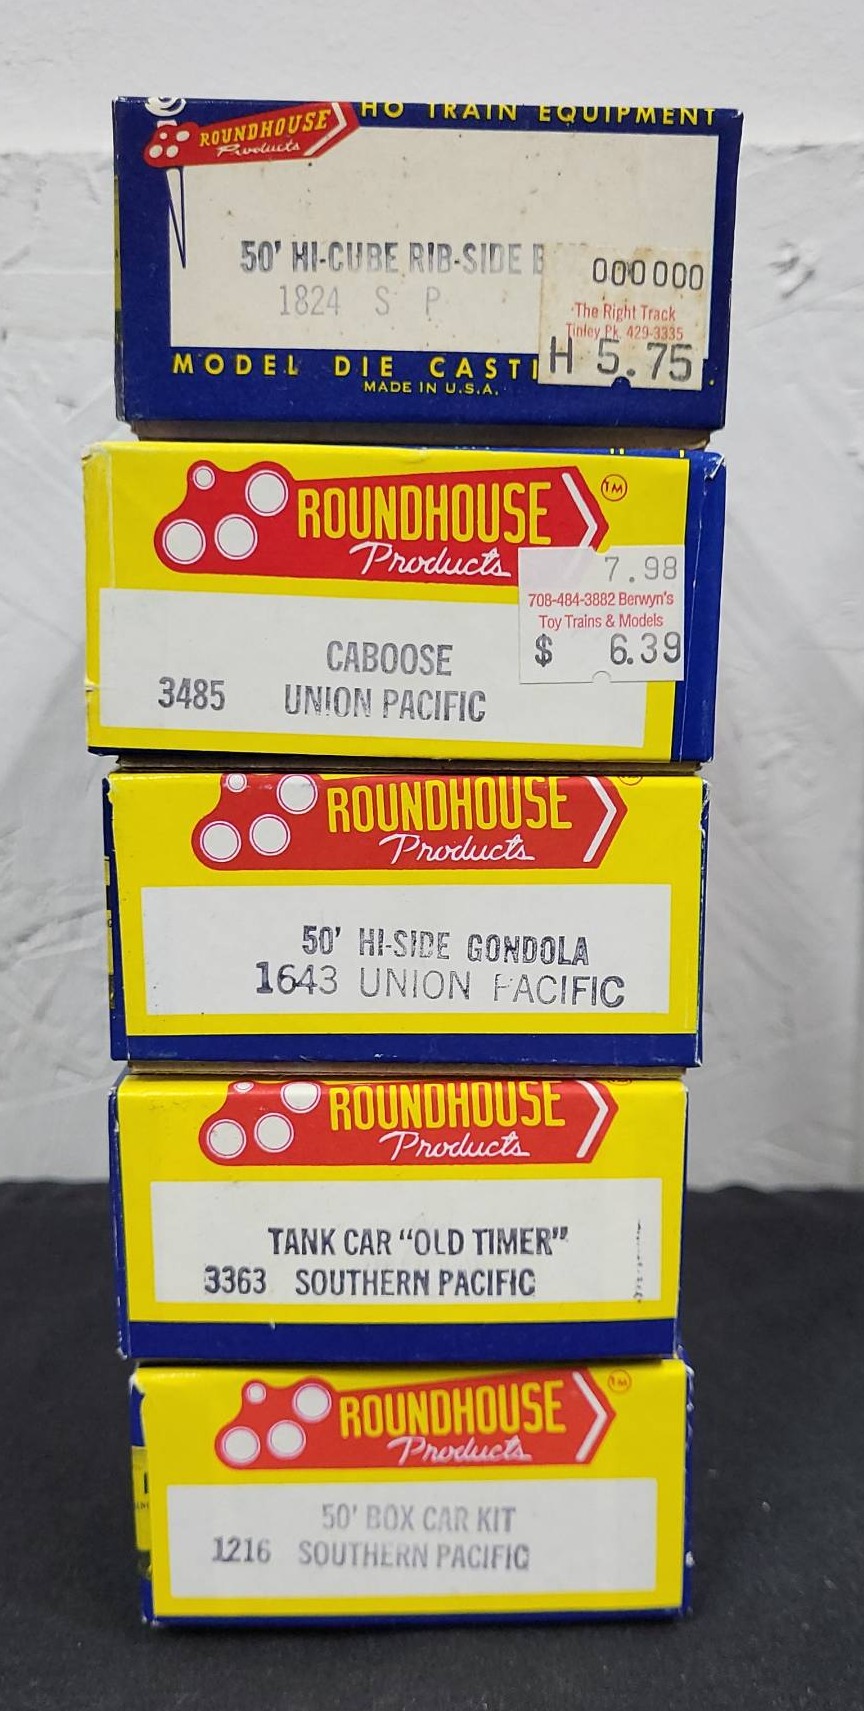 HO TRAIN EQUIPMENT
ROUNDHOUSE
Products
50' HI-CUBE RIB-SIDE B
1824 S P
000000
The Right Track
Tinley Pk. 429-3335
H 5.75
MODEL DIE CASTI
MADE IN U.S.A.
ROUNDHOUSE
TM
Products
7.98
708-484-3882 Berwyn's
Toy Trains & Models
$ 6.39
CABOOSE
3485 UNION PACIFIC
ROUNDHOUSE
Products
50' HI-SIDE GONDOLA
1643 UNION PACIFIC
ROUNDHOUSE
Products
TANK CAR “OLD TIMER”
3363 SOUTHERN PACIFIC
ROUNDHOUSE
TM
Products
50' BOX CAR KIT
1216 SOUTHERN PACIFIC